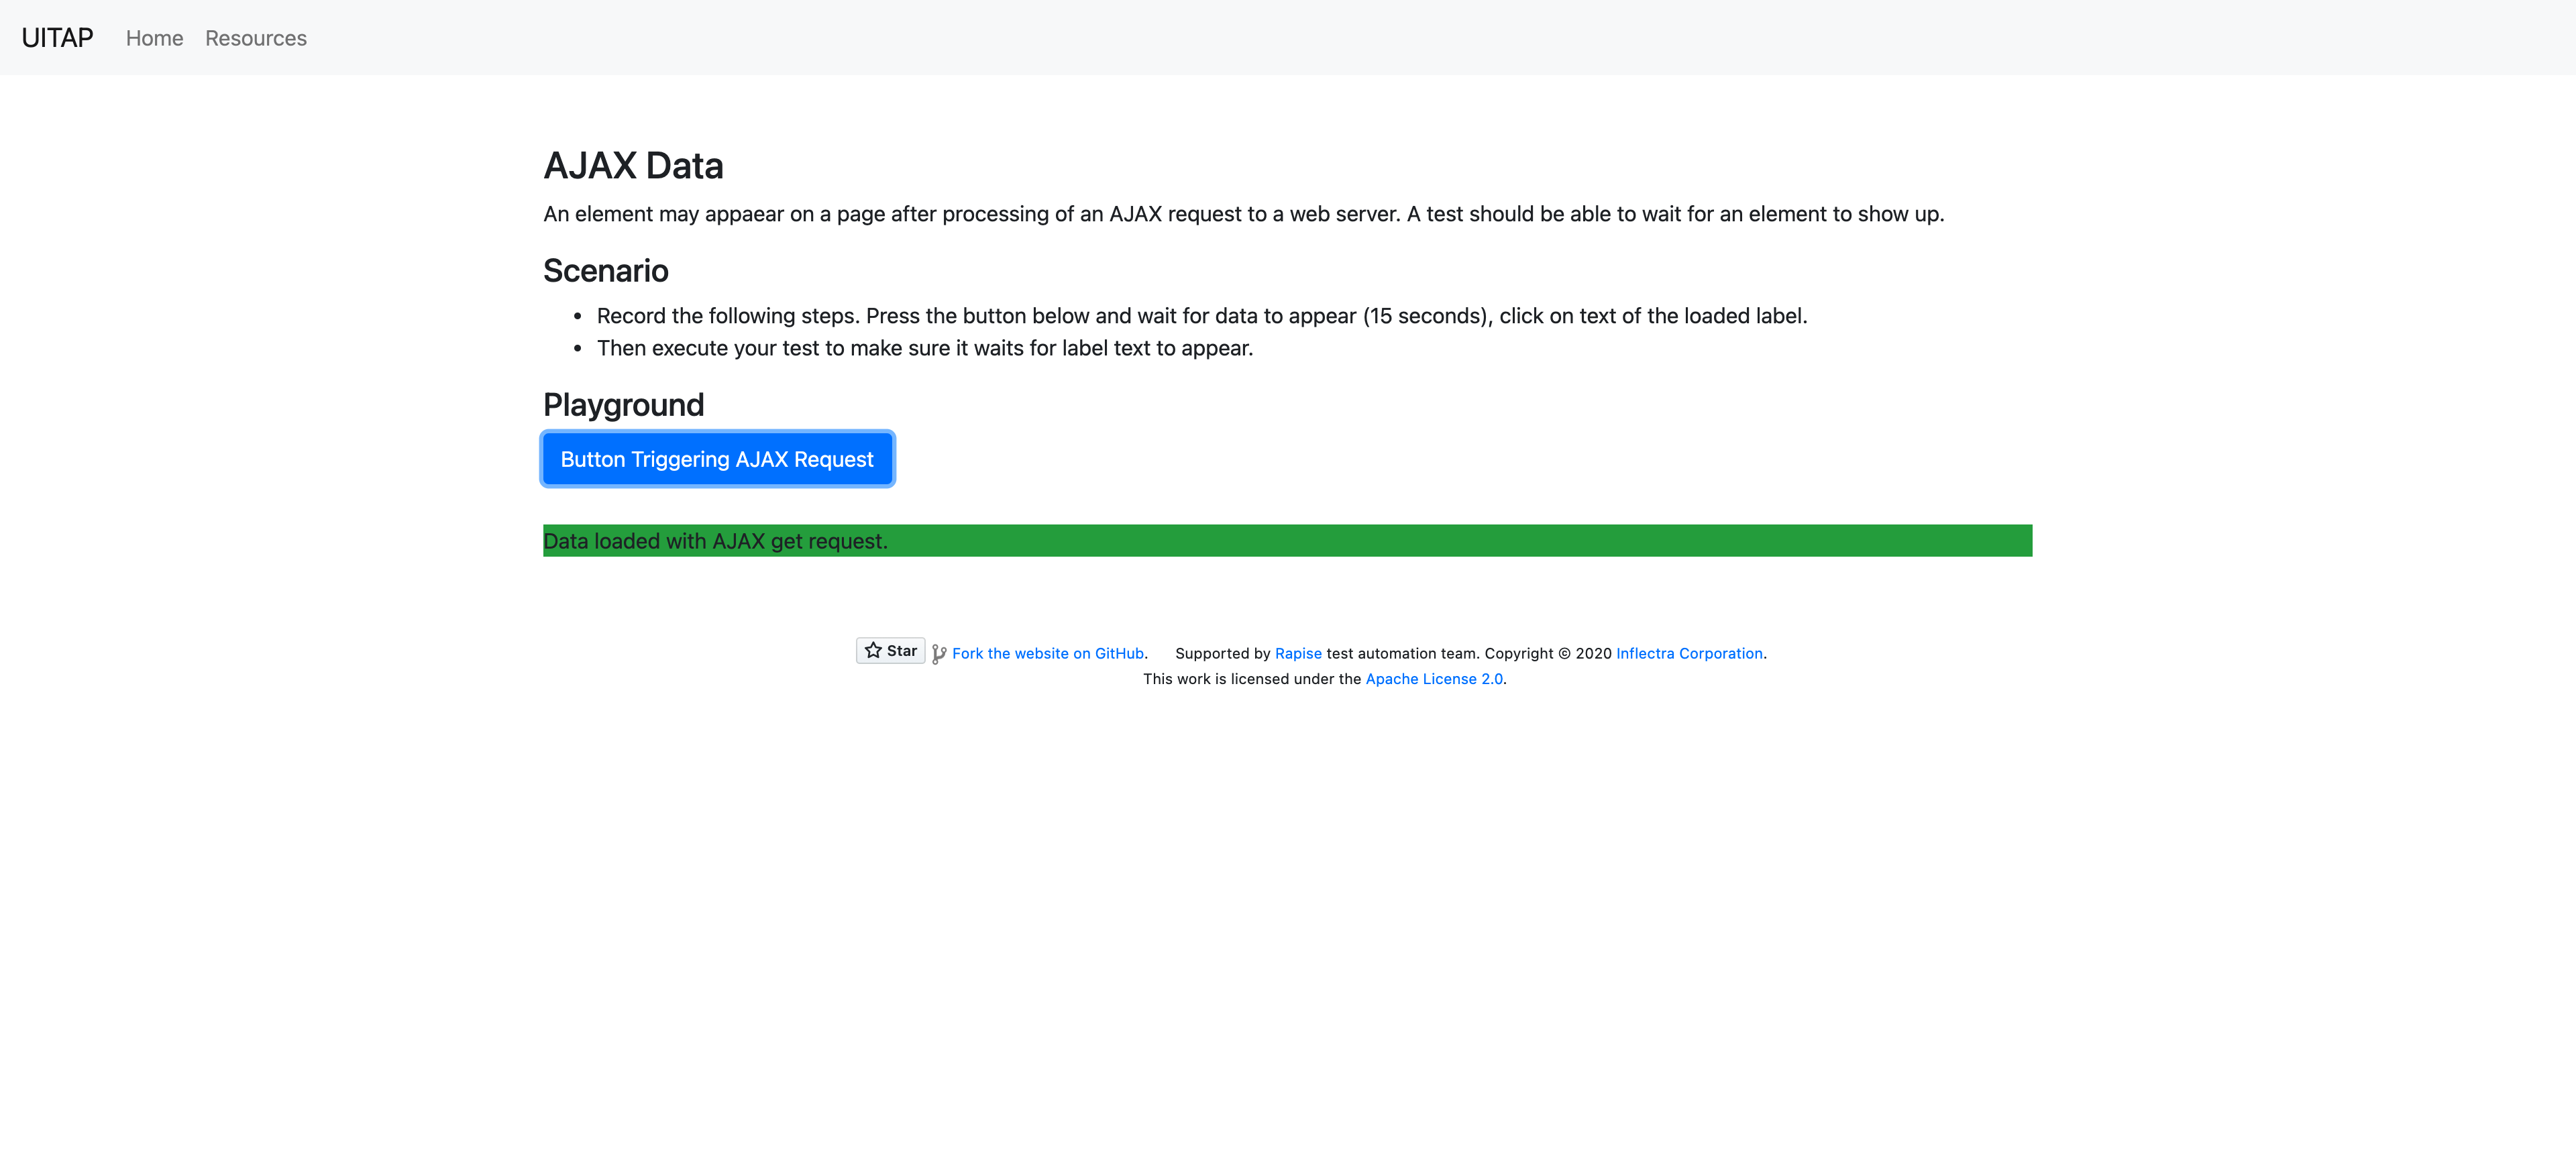 UITAP Home Resources
AJAX Data
An element may appaear on a page after processing of an AJAX request to a web server. A test should be able to wait for an element to show up.
Scenario
• Record the following steps. Press the button below and wait for data to appear (15 seconds), click on text of the loaded label.
• Then execute your test to make sure it waits for label text to appear.
Playground
Button Triggering AJAX Request
Data loaded with AJAX get request.
Star Fork the website on GitHub. Supported by Rapise test automation team. Copyright © 2020 Inflectra Corporation.
This work is licensed under the Apache License 2.0.